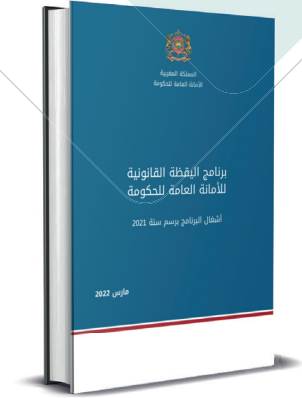 المملكة المغربية
الأمانة العامة للحكومة
برنامج اليقظة القانونية
للأمانة العامة للحكومة
أشغال البرنامج برسم سنة 2021
مارس 2022